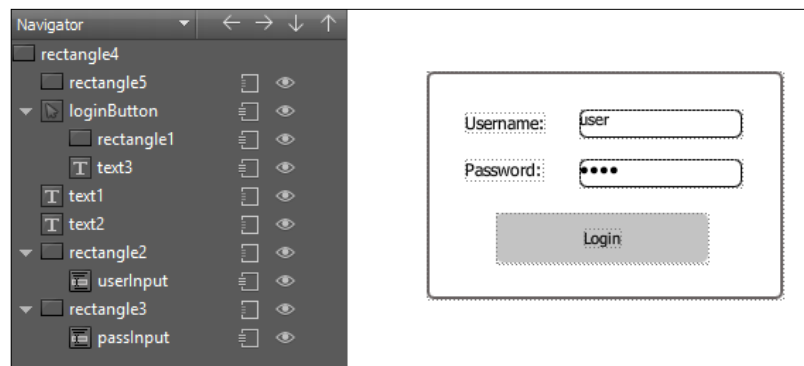 Navigator
rectangle4
rectangle5
loginButton
rectangle1
T text3
T text1
T text2
rectangle2
userInput
rectangle3
passInput
Username: user
Password: ••••
Login